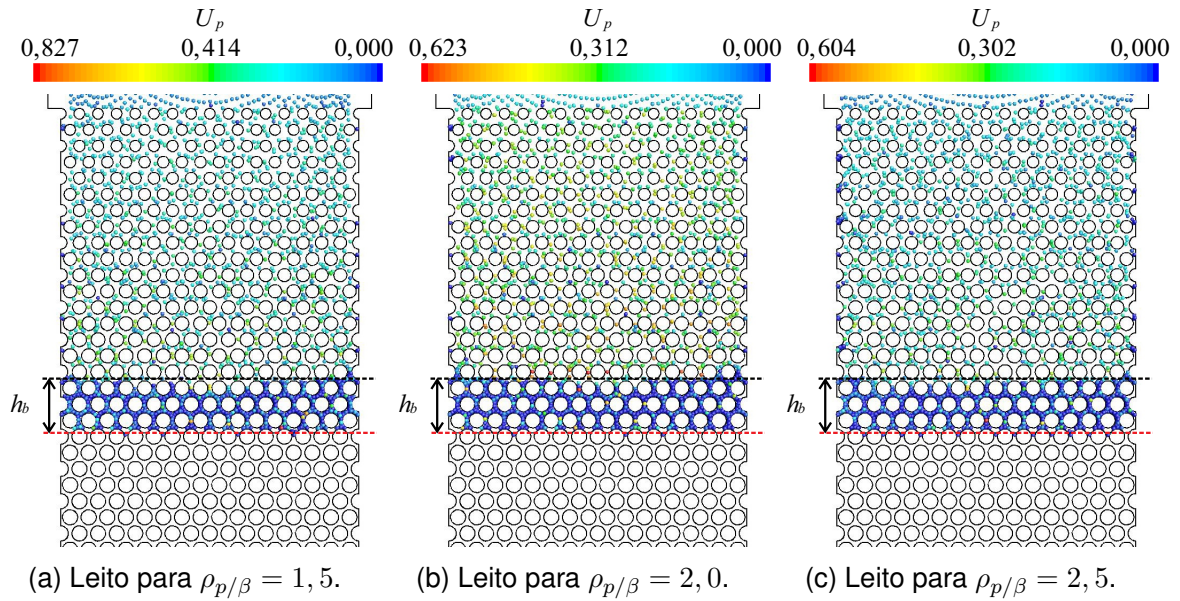 U_p U_p U_p
0,827 0,414 0,000 0,623 0,312 0,000 0,604 0,302 0,000
h_b h_b h_b
(a) Leito para ρ_{p/β} = 1, 5. (b) Leito para ρ_{p/β} = 2, 0. (c) Leito para ρ_{p/β} = 2, 5.